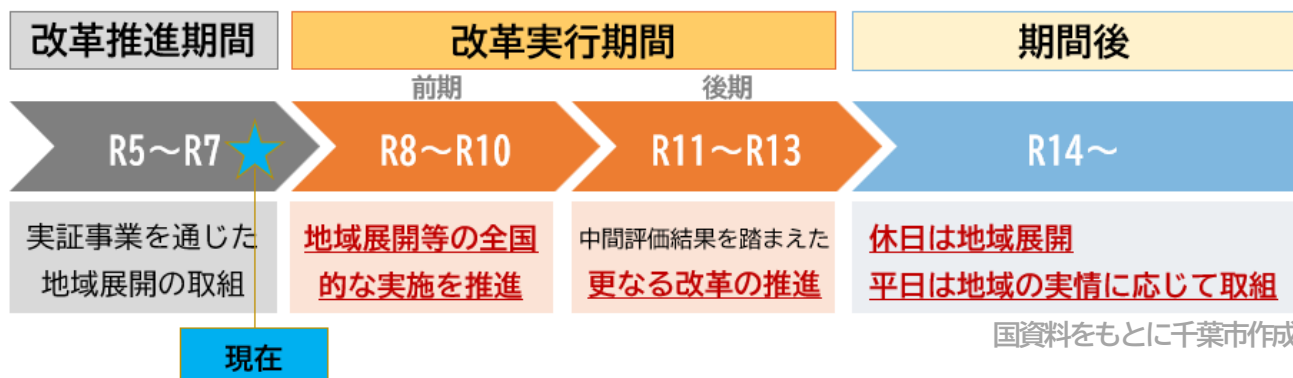 改革推進期間
改革実行期間
期間後
前期
後期
R5～R7
R8～R10
R11～R13
R14～
実証事業を通じた
地域展開の取組
地域展開等の全国
的な実施を推進
中間評価結果を踏まえた
更なる改革の推進
休日は地域展開
平日は地域の実情に応じて取組
国資料をもとに千葉市作成
現在